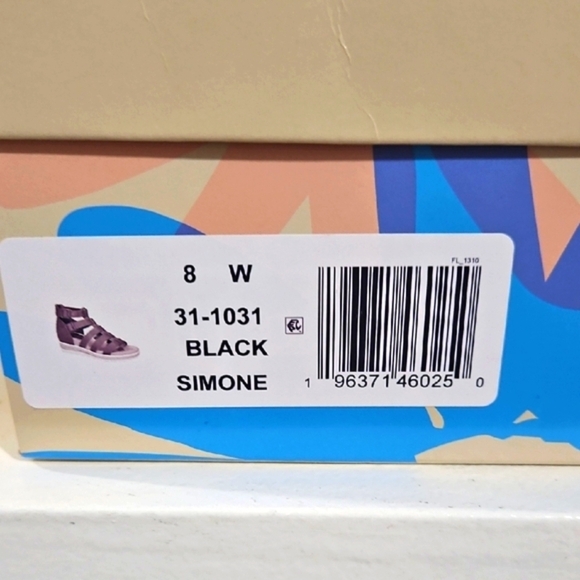 8 W
31-1031
BLACK
SIMONE
FL_1310
1 96371 46025 0